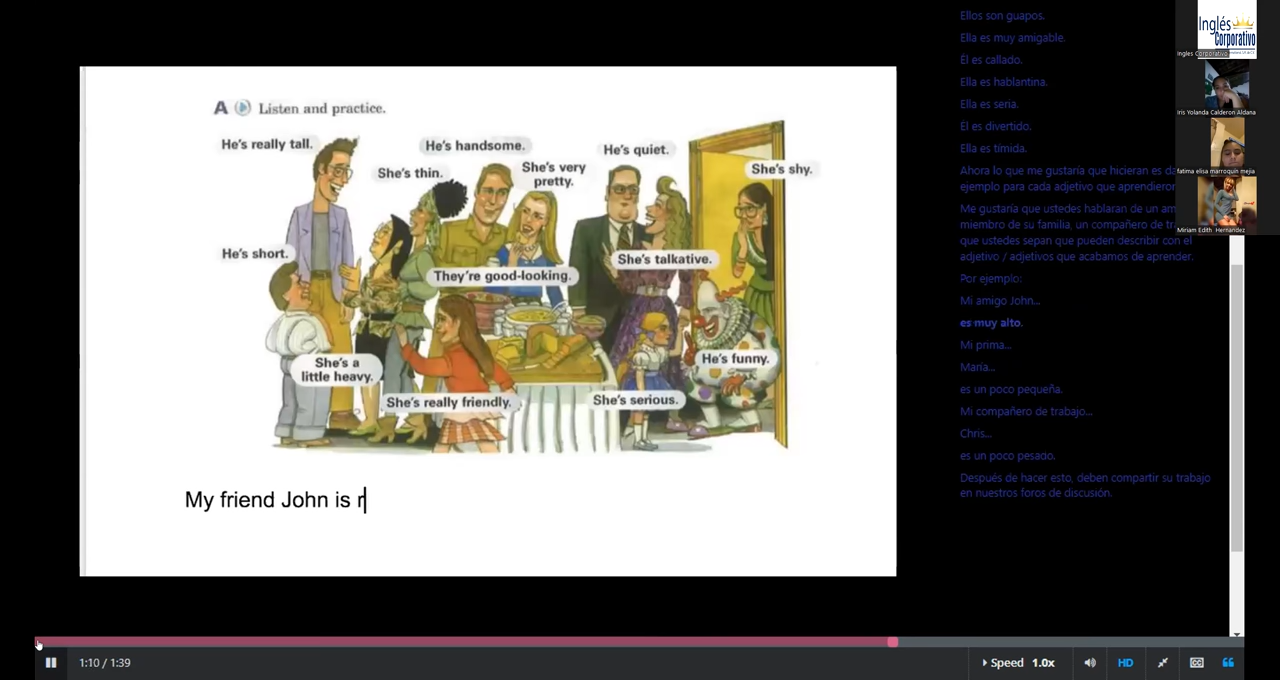 A Listen and practice.
He's really tall.
He's handsome.
She's thin.
She's very
pretty.
He's quiet.
She's shy.
He's short.
They're good-looking.
She's talkative.
She's a
little heavy.
She's really friendly.
She's serious.
He's funny.
My friend John is r
Ellos son guapos.
Ella es muy amigable.
Él es callado.
Ella es hablantina.
Ella es seria.
Él es divertido.
Ella es tímida.
Ahora lo que me gustaría que hicieran es da
ejemplo para cada adjetivo que aprendieron
Me gustaría que ustedes hablaran de un am
miembro de su familia, un compañero de tra
que ustedes sepan que pueden describir con el
adjetivo / adjetivos que acabamos de aprender.
Por ejemplo:
Mi amigo John...
es muy alto.
Mi prima...
María...
es un poco pequeña.
Mi compañero de trabajo...
Chris...
es un poco pesado.
Después de hacer esto, deben compartir su trabajo
en nuestros foros de discusión.
Inglés
Corporativo
Ingles Corporativo
Iris Yolanda Calderon Aldana
fatima elisa marroquin mejia
Miriam Edith Hernandez
1:10 / 1:39
Speed 1.0x
HD
CC